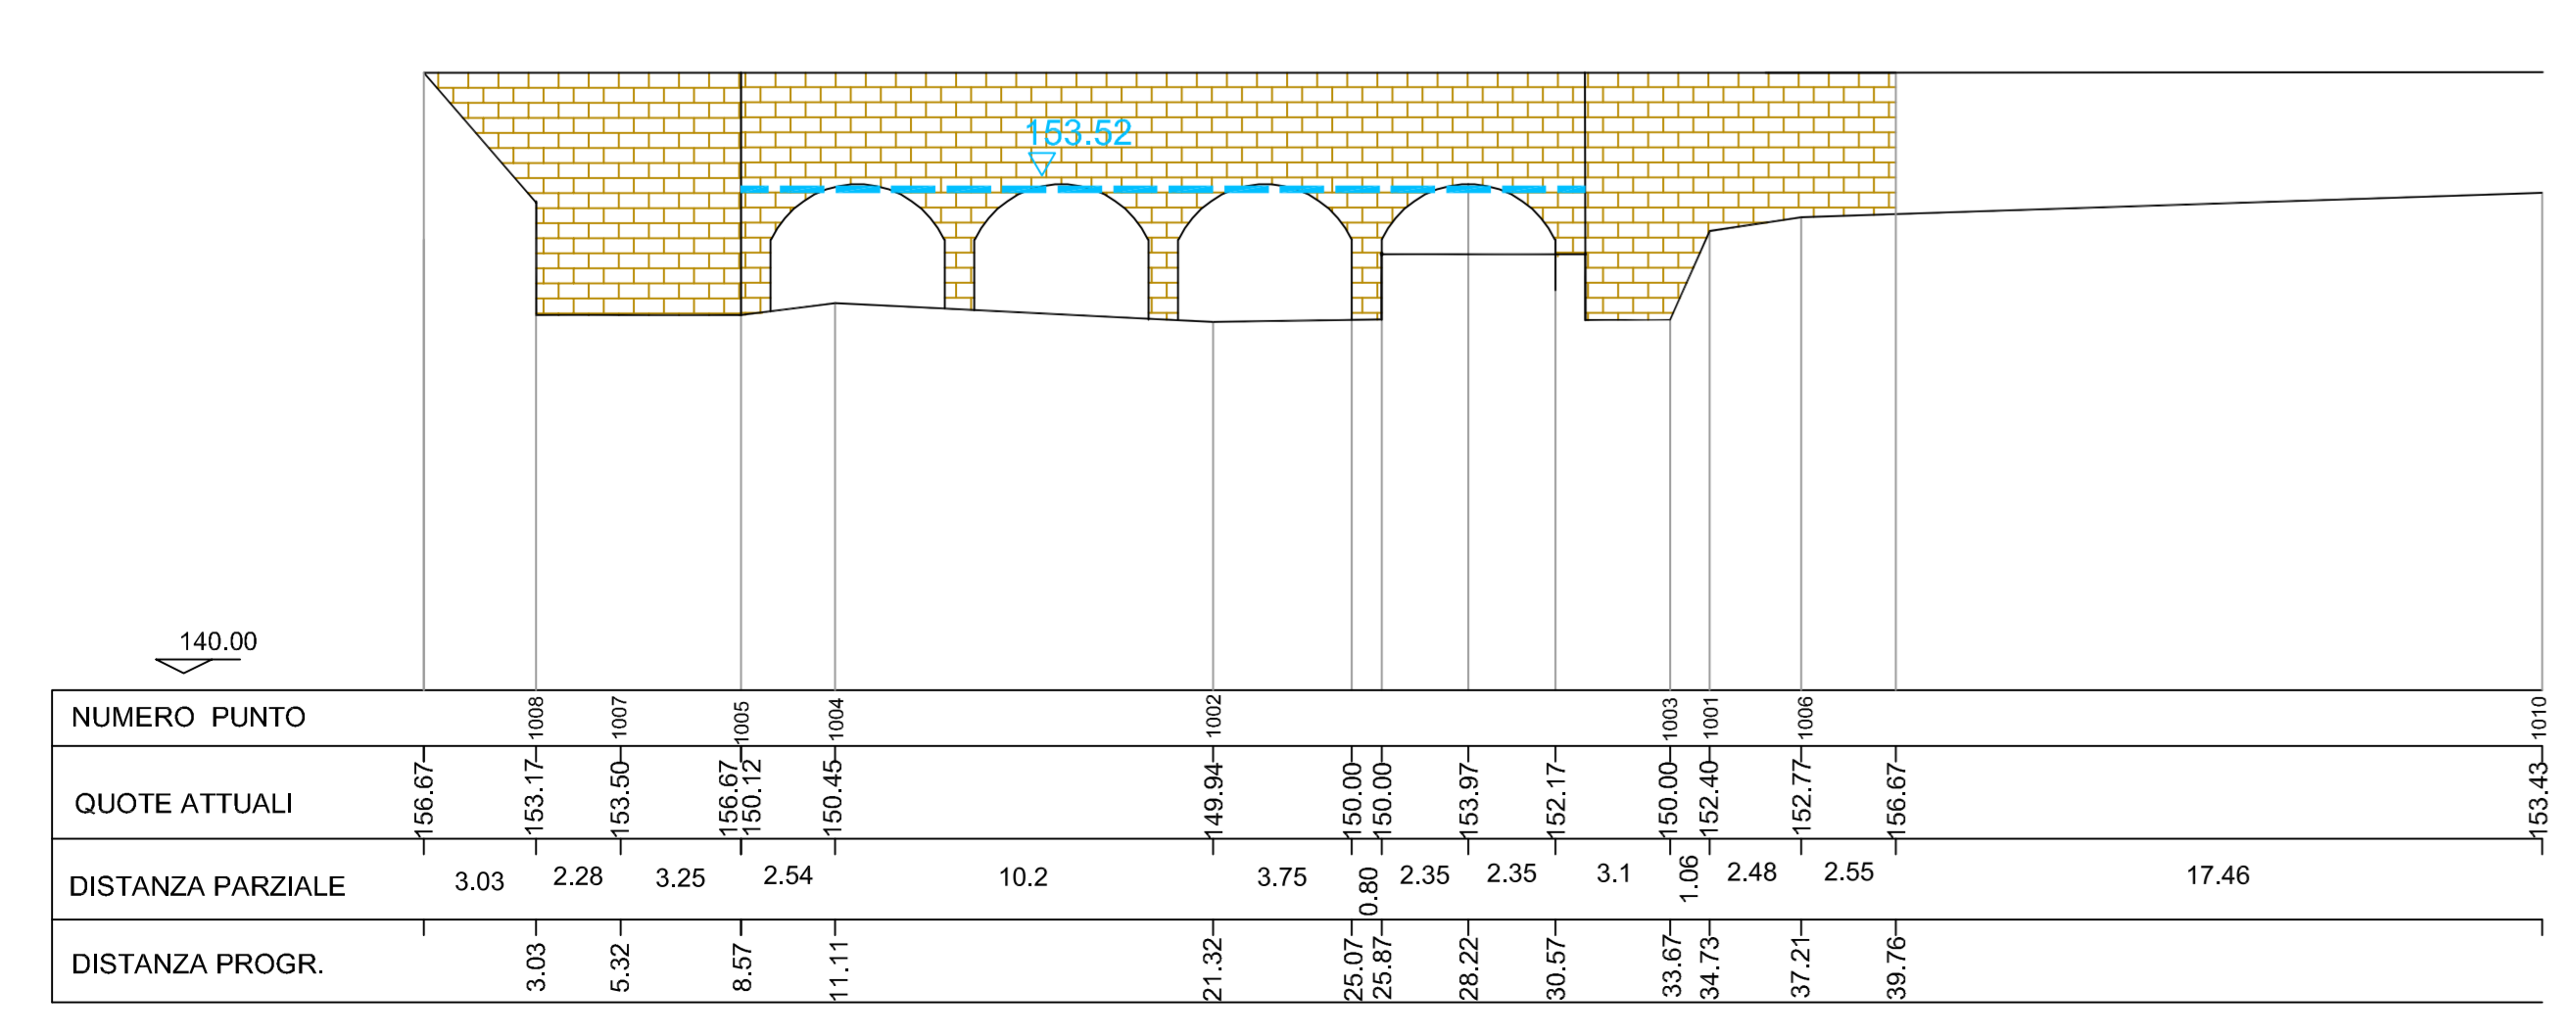 153.52
140.00
NUMERO PUNTO
1008 1007 1005 1004 1002 1003 1001 1006 1010
QUOTE ATTUALI
156.67 153.17 153.50 156.67 150.12 150.45 149.94 150.00 150.00 153.97 152.17 150.00 152.40 152.77 156.67 153.43
DISTANZA PARZIALE
3.03 2.28 3.25 2.54 10.2 3.75 0.80 2.35 2.35 3.1 1.06 2.48 2.55 17.46
DISTANZA PROGR.
3.03 5.32 8.57 11.11 21.32 25.07 25.87 28.22 30.57 33.67 34.73 37.21 39.76